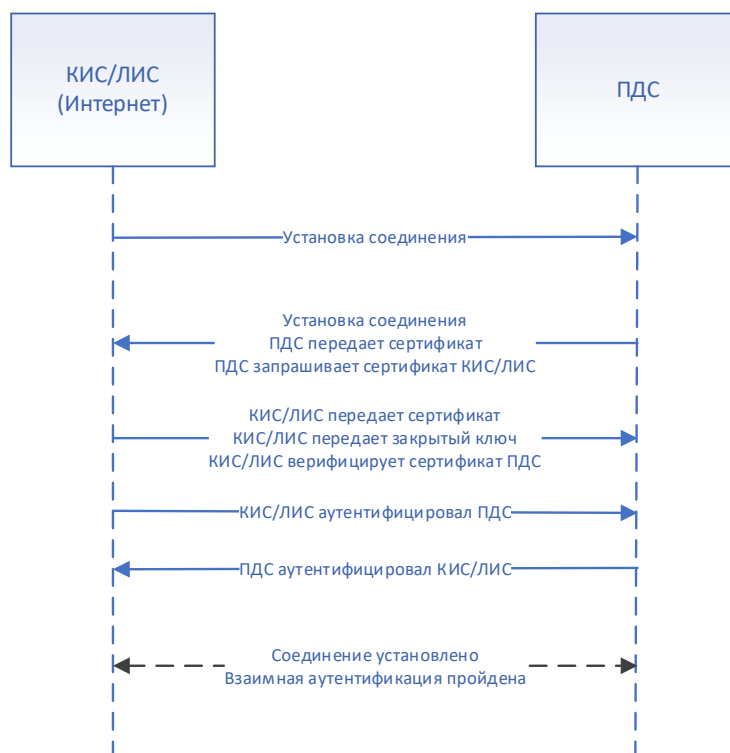 КИС/ЛИС
(Интернет)
ПДС
Установка соединения
Установка соединения
ПДС передает сертификат
ПДС запрашивает сертификат КИС/ЛИС
КИС/ЛИС передает сертификат
КИС/ЛИС передает закрытый ключ
КИС/ЛИС верифицирует сертификат ПДС
КИС/ЛИС аутентифицировал ПДС
ПДС аутентифицировал КИС/ЛИС
Соединение установлено
Взаимная аутентификация пройдена